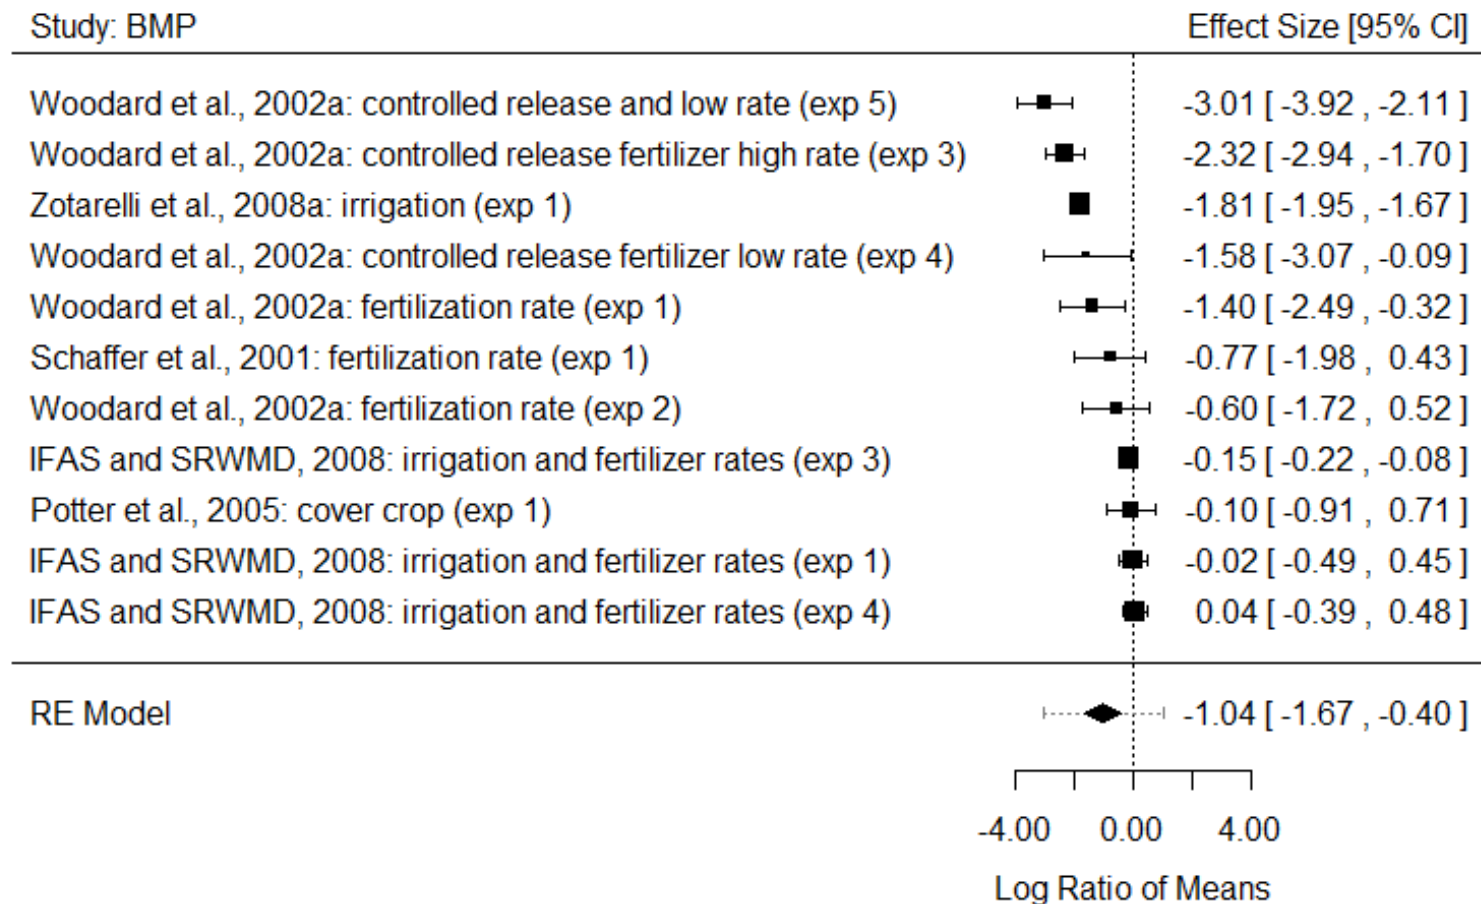 Study: BMP Effect Size [95% CI]
Woodard et al., 2002a: controlled release and low rate (exp 5) -3.01 [ -3.92 , -2.11 ]
Woodard et al., 2002a: controlled release fertilizer high rate (exp 3) -2.32 [ -2.94 , -1.70 ]
Zotarelli et al., 2008a: irrigation (exp 1) -1.81 [ -1.95 , -1.67 ]
Woodard et al., 2002a: controlled release fertilizer low rate (exp 4) -1.58 [ -3.07 , -0.09 ]
Woodard et al., 2002a: fertilization rate (exp 1) -1.40 [ -2.49 , -0.32 ]
Schaffer et al., 2001: fertilization rate (exp 1) -0.77 [ -1.98 , 0.43 ]
Woodard et al., 2002a: fertilization rate (exp 2) -0.60 [ -1.72 , 0.52 ]
IFAS and SRWMD, 2008: irrigation and fertilizer rates (exp 3) -0.15 [ -0.22 , -0.08 ]
Potter et al., 2005: cover crop (exp 1) -0.10 [ -0.91 , 0.71 ]
IFAS and SRWMD, 2008: irrigation and fertilizer rates (exp 1) -0.02 [ -0.49 , 0.45 ]
IFAS and SRWMD, 2008: irrigation and fertilizer rates (exp 4) 0.04 [ -0.39 , 0.48 ]
RE Model -1.04 [ -1.67 , -0.40 ]
-4.00 0.00 4.00
Log Ratio of Means